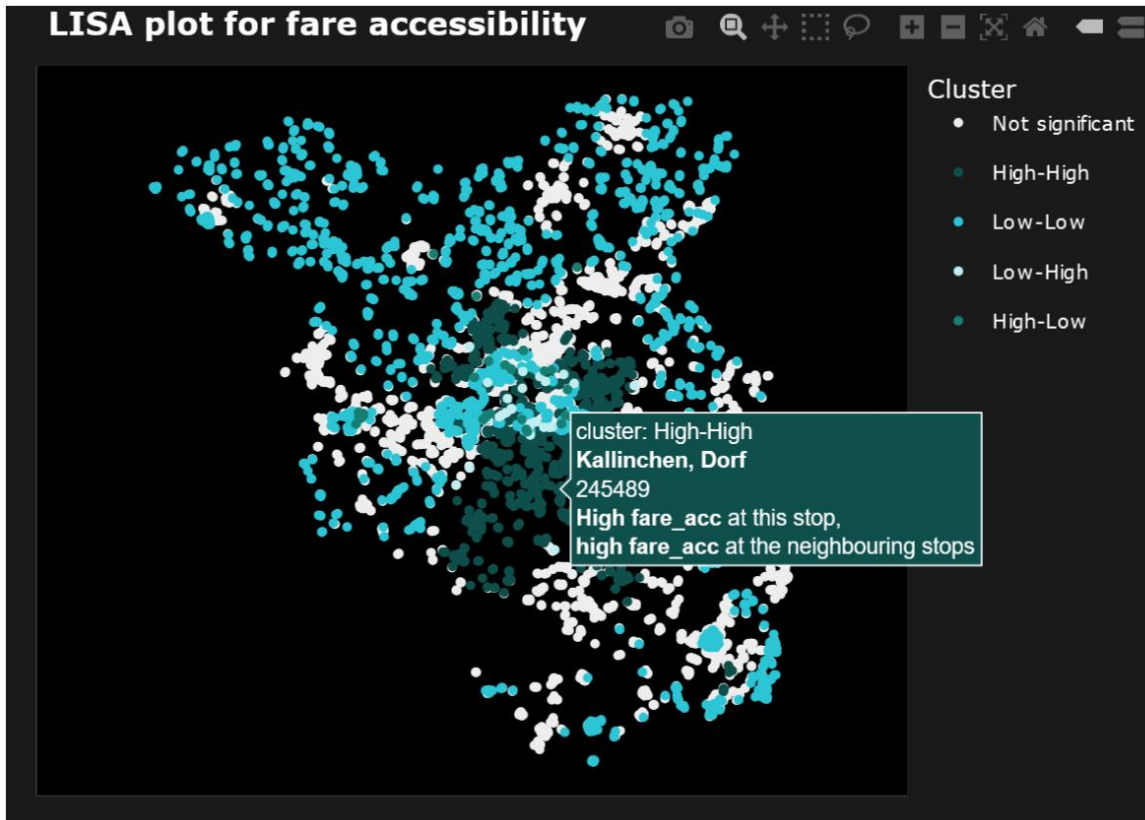 LISA plot for fare accessibility
Cluster
Not significant
High-High
Low-Low
Low-High
High-Low
cluster: High-High
Kallinchen, Dorf
245489
High fare_acc at this stop,
high fare_acc at the neighbouring stops